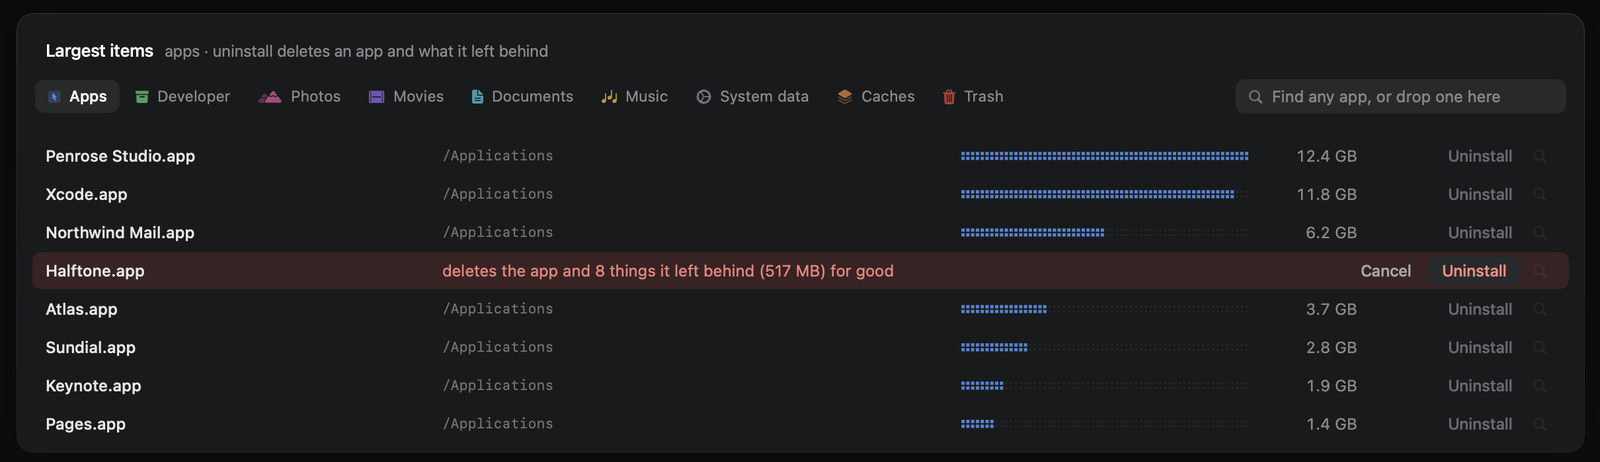 Largest items apps · uninstall deletes an app and what it left behind
Apps Developer Photos Movies Documents Music System data Caches Trash Find any app, or drop one here
Penrose Studio.app /Applications 12.4 GB Uninstall
Xcode.app /Applications 11.8 GB Uninstall
Northwind Mail.app /Applications 6.2 GB Uninstall
Halftone.app deletes the app and 8 things it left behind (517 MB) for good Cancel Uninstall
Atlas.app /Applications 3.7 GB Uninstall
Sundial.app /Applications 2.8 GB Uninstall
Keynote.app /Applications 1.9 GB Uninstall
Pages.app /Applications 1.4 GB Uninstall